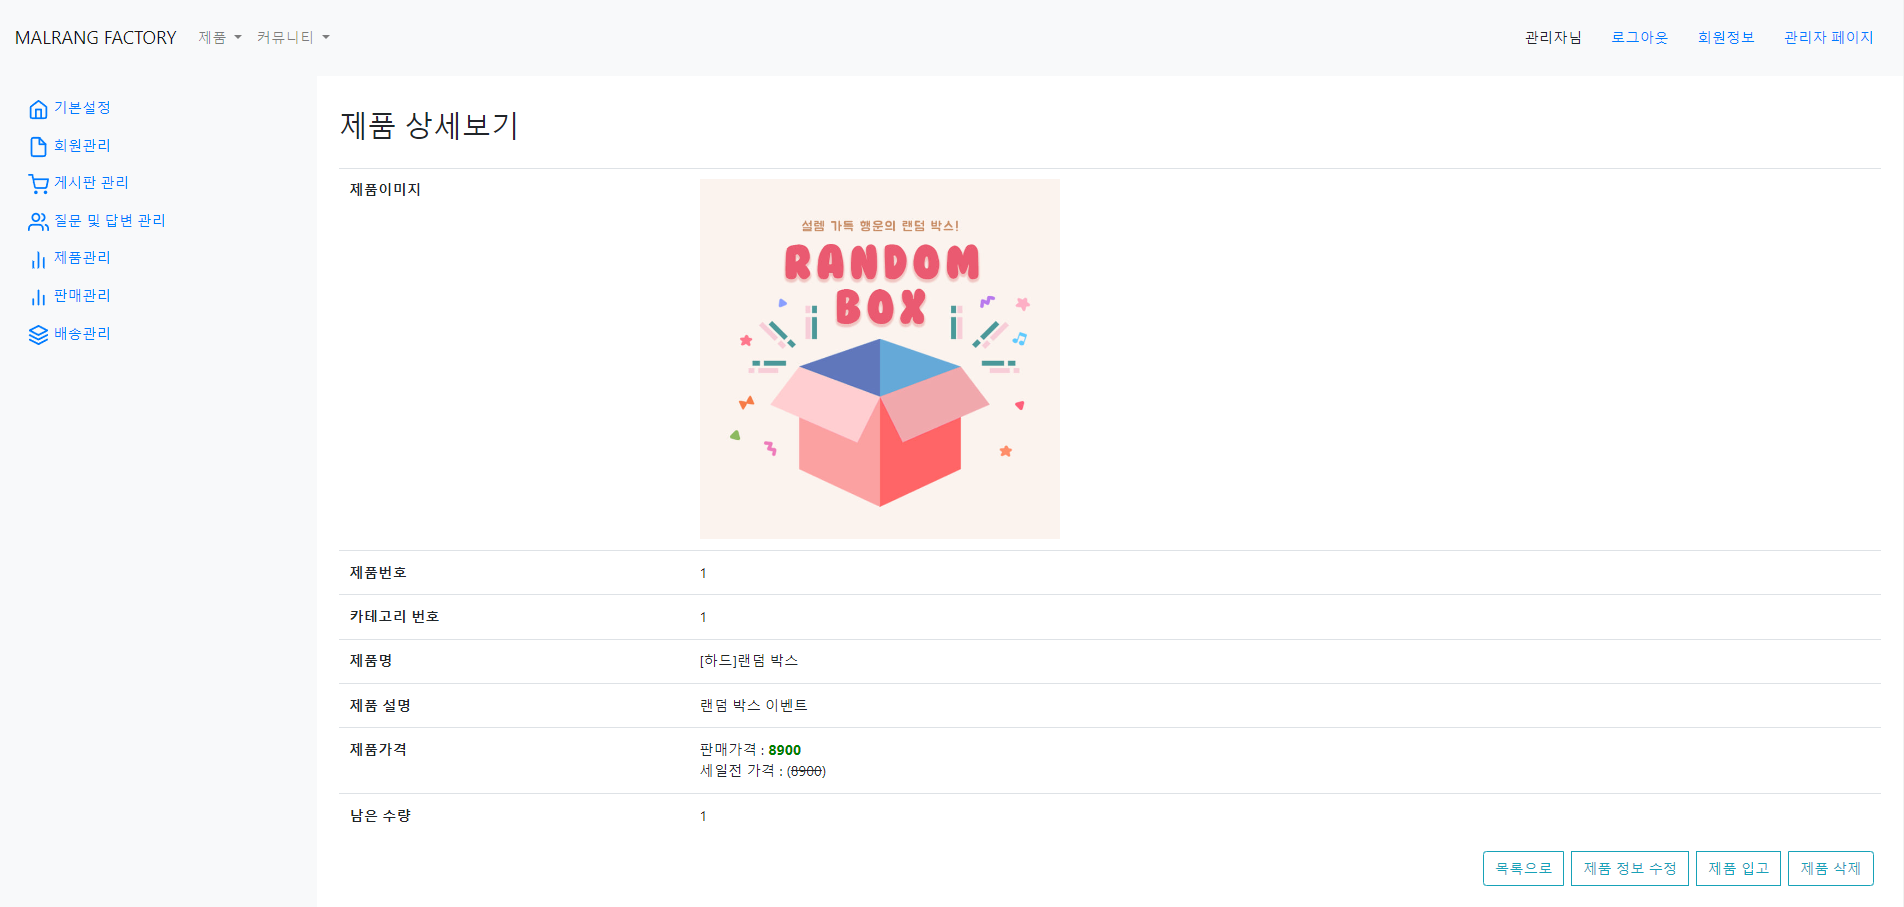 MALRANG FACTORY 제품 커뮤니티 관리자님 로그아웃 회원정보 관리자 페이지
기본설정
회원관리
게시판 관리
질문 및 답변 관리
제품관리
판매관리
배송관리
제품 상세보기
제품이미지
설렘 가득 행운의 랜덤 박스!
RANDOM
BOX
제품번호 1
카테고리 번호 1
제품명 [하드]랜덤 박스
제품 설명 랜덤 박스 이벤트
제품가격 판매가격 : 8900
세일전 가격 : (8900)
남은 수량 1
목록으로 제품 정보 수정 제품 입고 제품 삭제